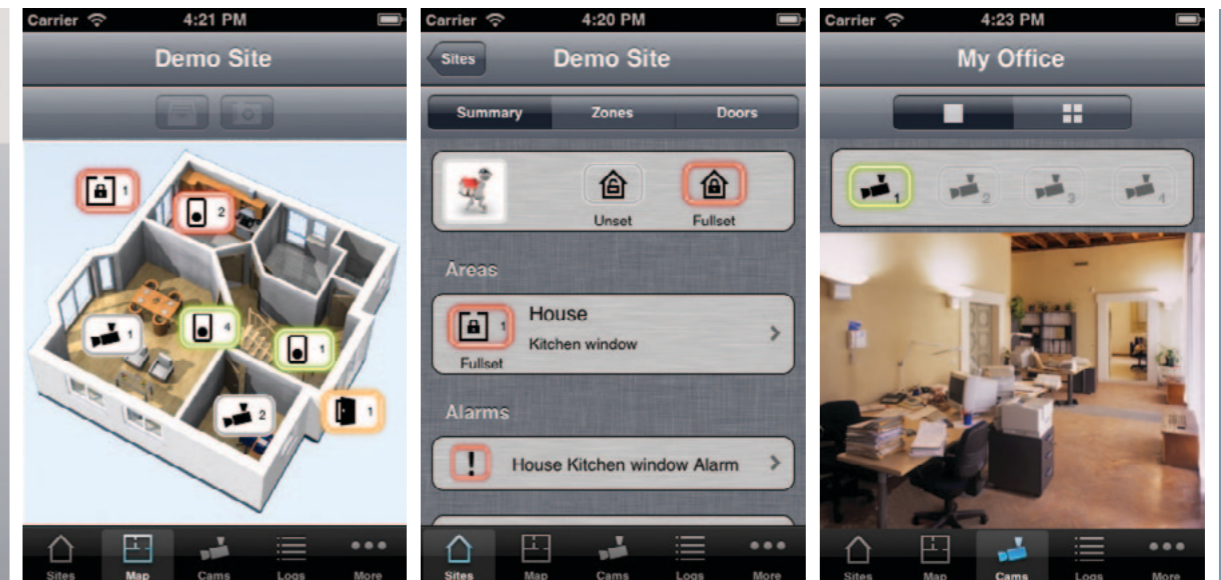 Carrier 4:21 PM
Demo Site
1
2
1
4
1
2
1
Sites Map Cams Logs More
Carrier 4:20 PM
Sites Demo Site
Summary Zones Doors
Unset Fullset
Areas
1 House
Kitchen window
Fullset
Alarms
! House Kitchen window Alarm
Sites Map Cams Logs More
Carrier 4:23 PM
My Office
1 2 3 4
Sites Map Cams Logs More